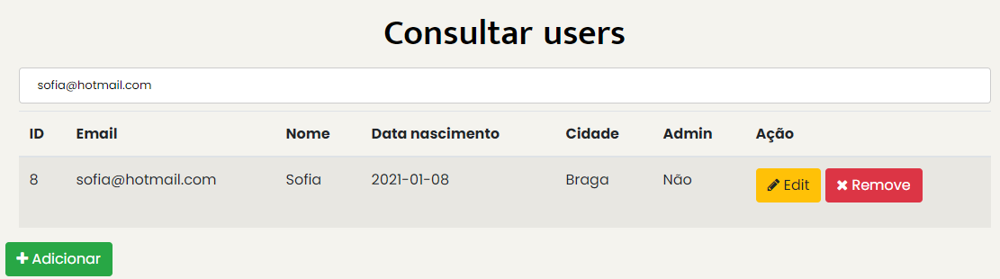 Consultar users
sofia@hotmail.com
ID Email Nome Data nascimento Cidade Admin Ação
8 sofia@hotmail.com Sofia 2021-01-08 Braga Não Edit Remove
Adicionar